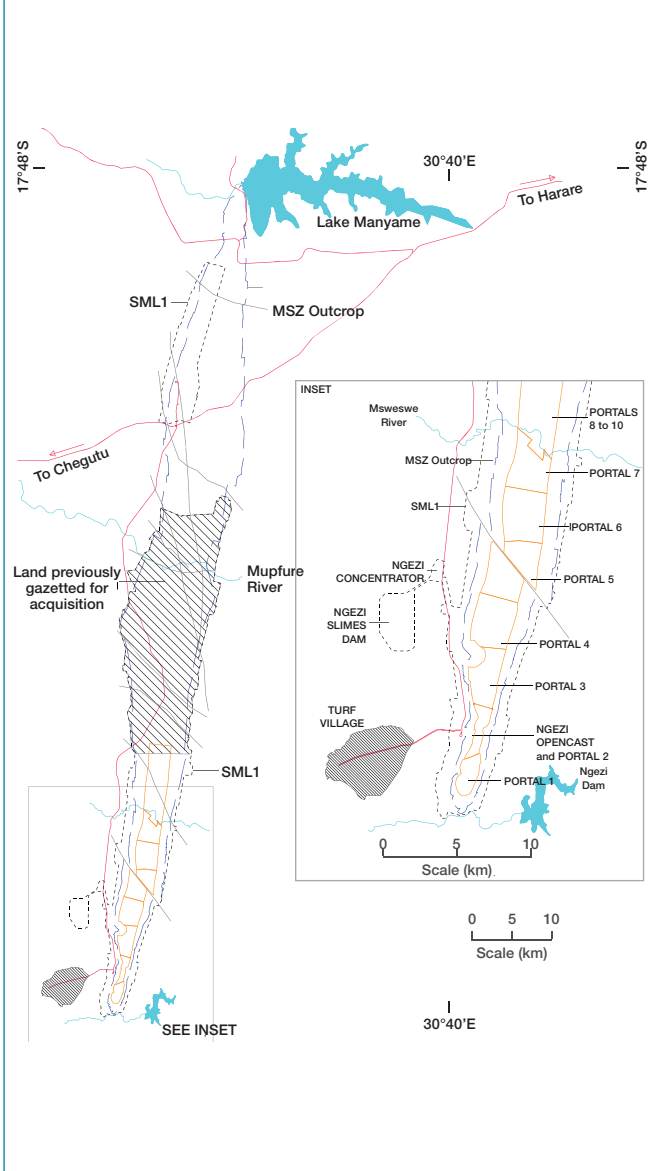 17°48'S
30°40'E
17°48'S
To Harare
Lake Manyame
SML1
MSZ Outcrop
To Chegutu
Land previously
gazetted for
acquisition
Mupfure
River
SML1
SEE INSET
INSET
Msweswe
River
PORTALS
8 to 10
MSZ Outcrop
PORTAL 7
SML1
PORTAL 6
NGEZI
CONCENTRATOR
PORTAL 5
NGEZI
SLIMES
DAM
PORTAL 4
PORTAL 3
TURF
VILLAGE
NGEZI
OPENCAST
and PORTAL 2
PORTAL 1
Ngezi
Dam
0 5 10
Scale (km)
0 5 10
Scale (km)
30°40'E